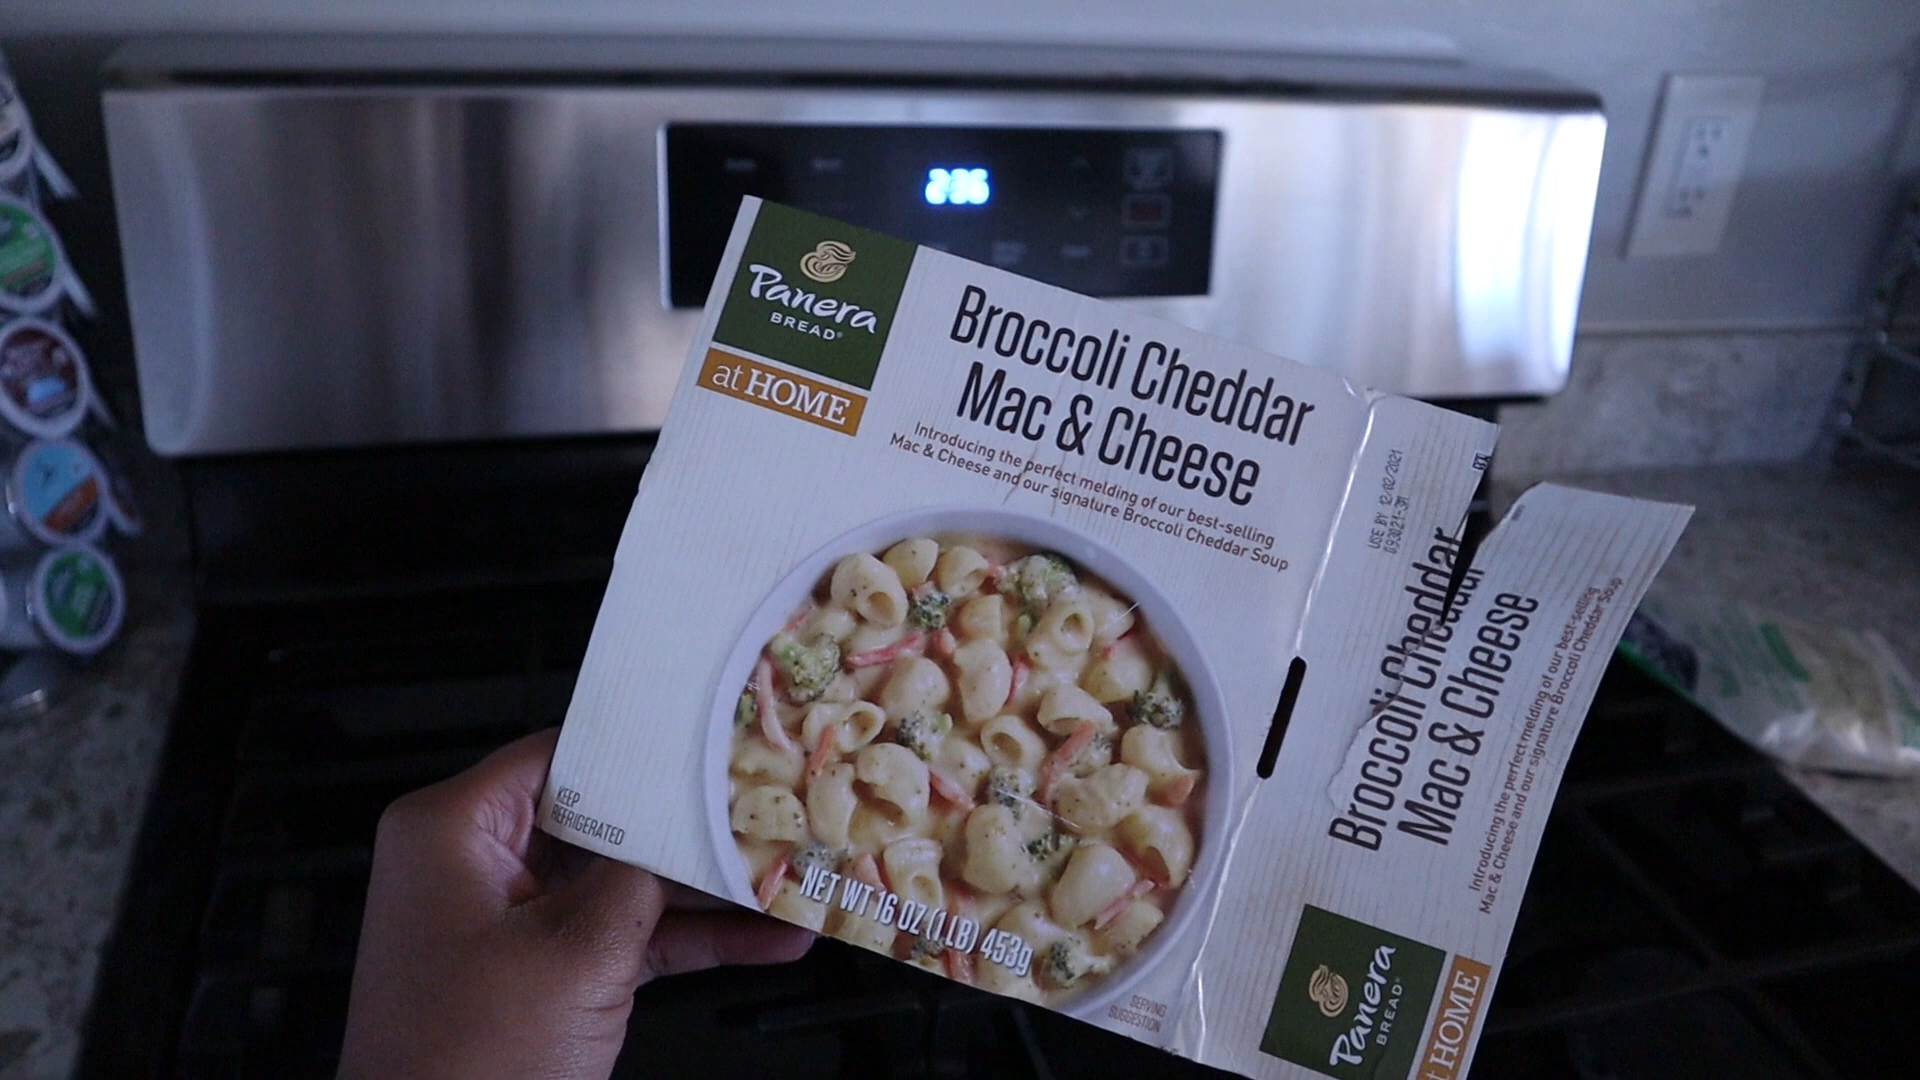 2:36
Panera
BREAD®
at HOME
Broccoli Cheddar
Mac & Cheese
Introducing the perfect melding of our best-selling
Mac & Cheese and our signature Broccoli Cheddar Soup
KEEP
REFRIGERATED
NET WT 16 OZ (1 LB) 453g
SERVING
SUGGESTION
USE BY 12/02/2021
Broccoli Cheddar
Mac & Cheese
Introducing the perfect melding of our best-selling
Mac & Cheese and our signature Broccoli Cheddar Soup
Panera
BREAD®
t HOME